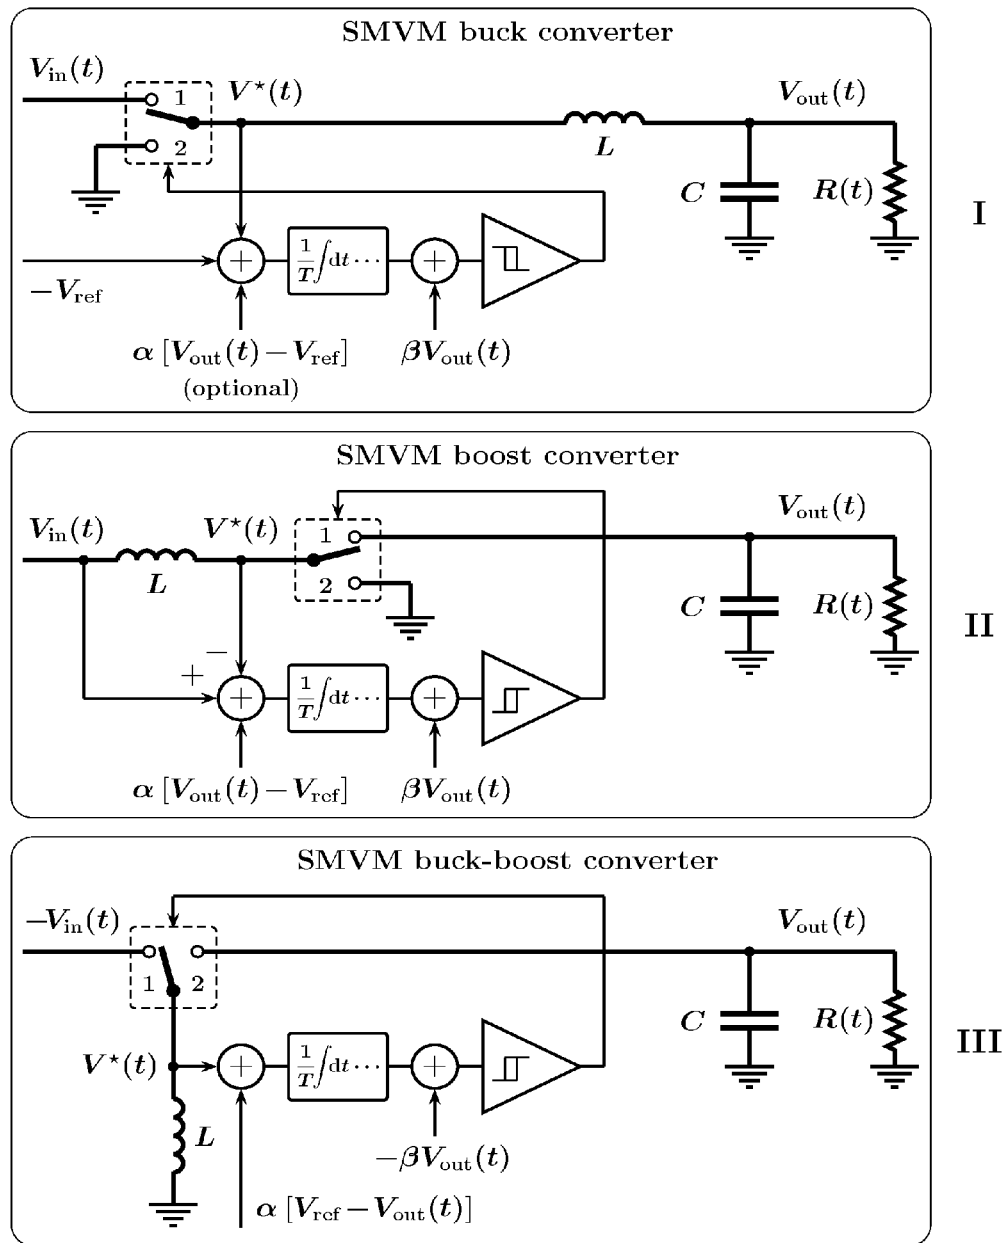 SMVM buck converter
V_in(t)
1
V*(t)
V_out(t)
2
L
C
R(t)
I
−V_ref
+
1/T ∫dt ···
+
α [V_out(t) − V_ref]
βV_out(t)
(optional)
SMVM boost converter
V_in(t)
V*(t)
1
V_out(t)
L
2
C
R(t)
II
−
+
+
1/T ∫dt ···
+
α [V_out(t) − V_ref]
βV_out(t)
SMVM buck-boost converter
−V_in(t)
V_out(t)
1
2
C
R(t)
III
V*(t)
+
1/T ∫dt ···
+
L
−βV_out(t)
α [V_ref − V_out(t)]